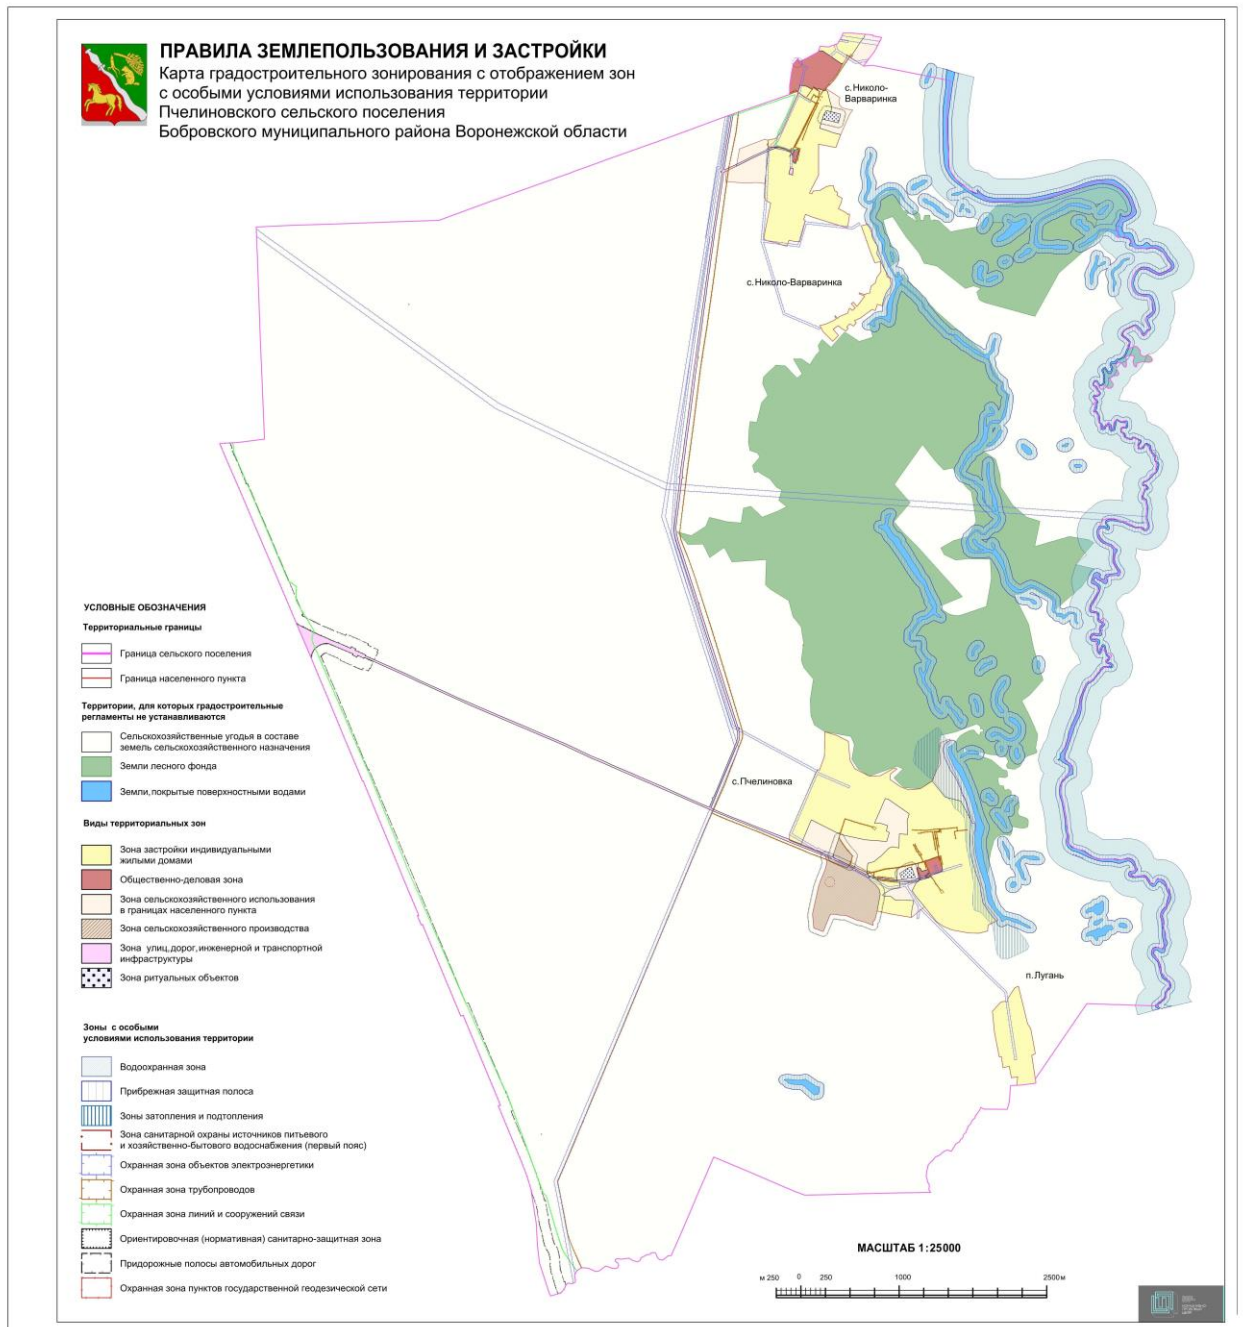 ПРАВИЛА ЗЕМЛЕПОЛЬЗОВАНИЯ И ЗАСТРОЙКИ
Карта градостроительного зонирования с отображением зон
с особыми условиями использования территории
Пчелиновского сельского поселения
Бобровского муниципального района Воронежской области
с. Николо-
Варваринка
с. Николо-Варваринка
с. Пчелиновка
п. Лугань
УСЛОВНЫЕ ОБОЗНАЧЕНИЯ
Территориальные границы
Граница сельского поселения
Граница населенного пункта
Территории, для которых градостроительные
регламенты не устанавливаются
Сельскохозяйственные угодья в составе
земель сельскохозяйственного назначения
Земли лесного фонда
Земли, покрытые поверхностными водами
Виды территориальных зон
Зона застройки индивидуальными
жилыми домами
Общественно-деловая зона
Зона сельскохозяйственного использования
в границах населенного пункта
Зона сельскохозяйственного производства
Зона улиц, дорог, инженерной и транспортной
инфраструктуры
Зона ритуальных объектов
Зоны с особыми
условиями использования территории
Водоохранная зона
Прибрежная защитная полоса
Зоны затопления и подтопления
Зона санитарной охраны источников питьевого
и хозяйственно-бытового водоснабжения (первый пояс)
Охранная зона объектов электроэнергетики
Охранная зона трубопроводов
Охранная зона линий и сооружений связи
Ориентировочная (нормативная) санитарно-защитная зона
Придорожные полосы автомобильных дорог
Охранная зона пунктов государственной геодезической сети
МАСШТАБ 1:25000
м 250 0 250 1000 2500м